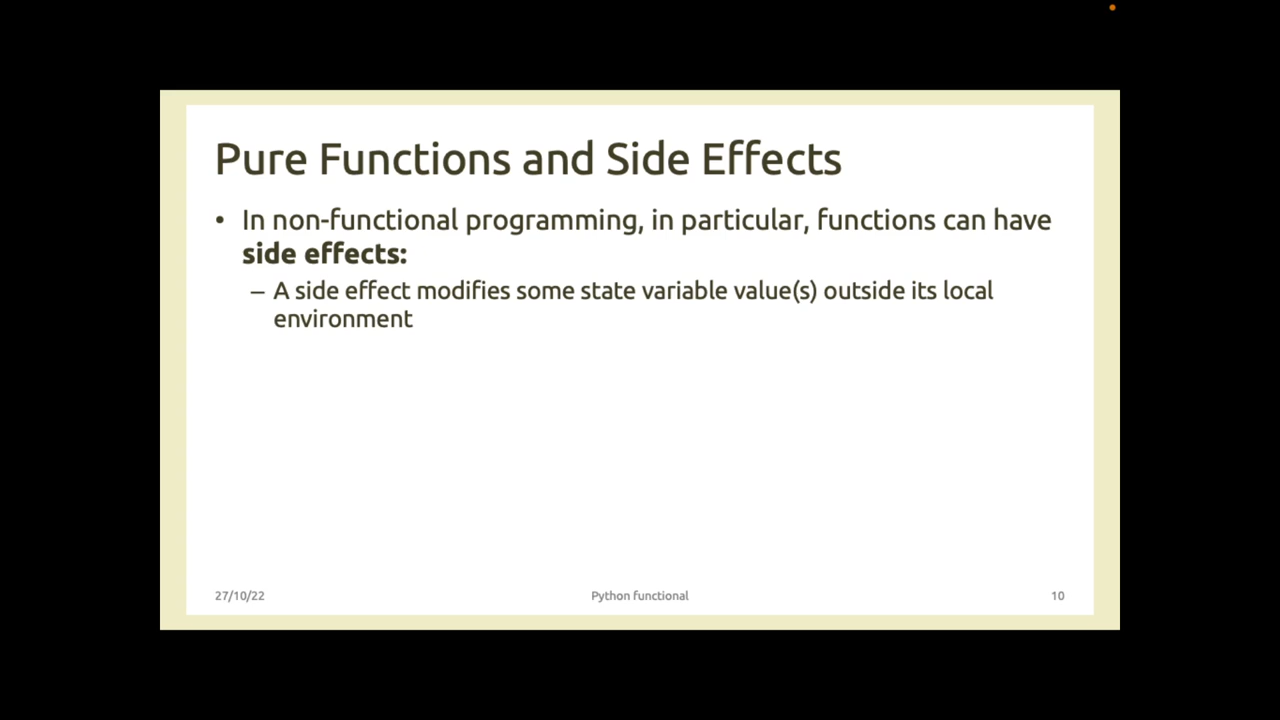 Pure Functions and Side Effects
• In non-functional programming, in particular, functions can have
side effects:
– A side effect modifies some state variable value(s) outside its local
environment
27/10/22
Python functional
10